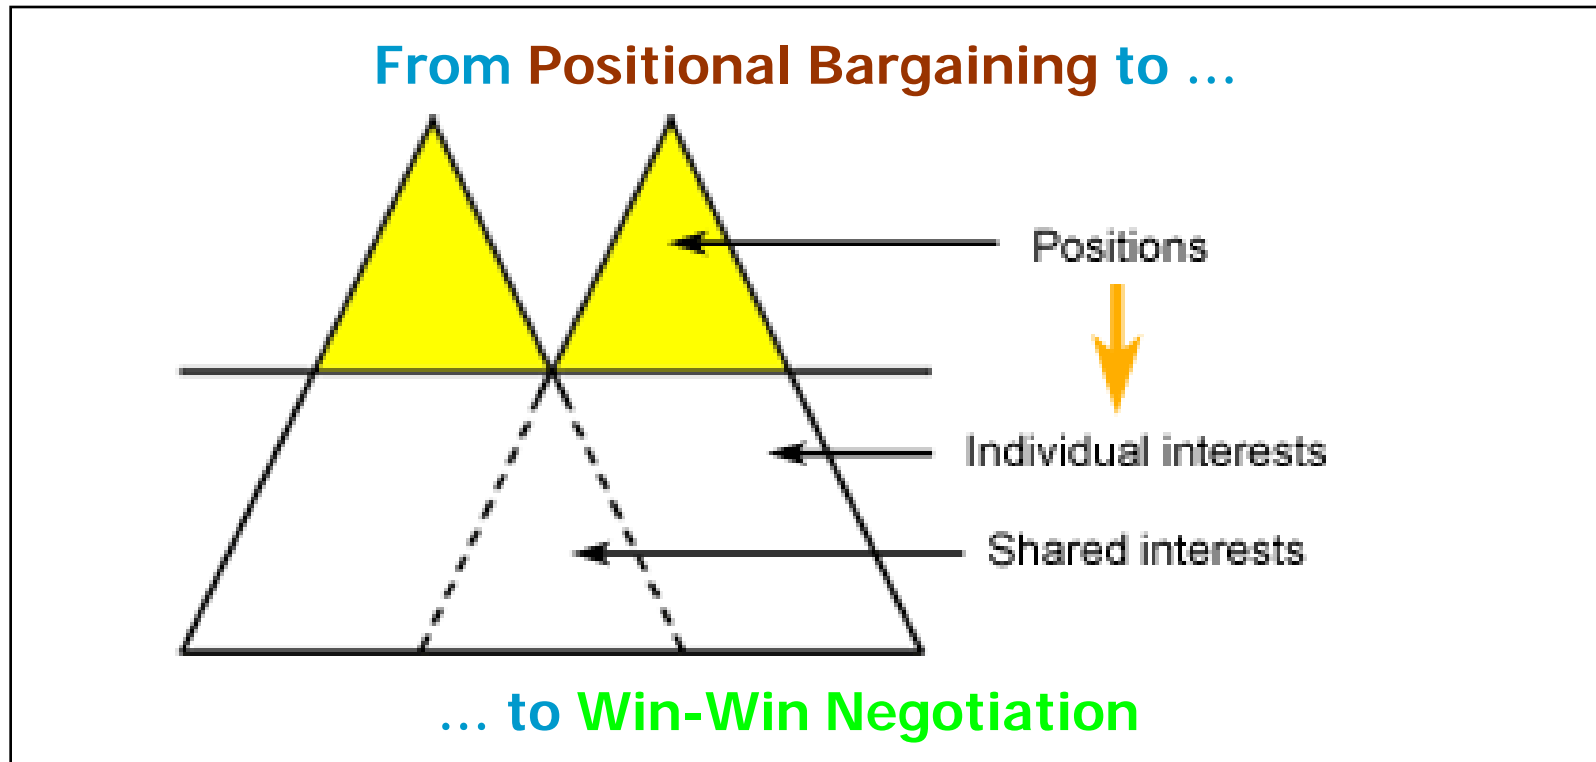 From Positional Bargaining to …
Positions
Individual interests
Shared interests
… to Win-Win Negotiation